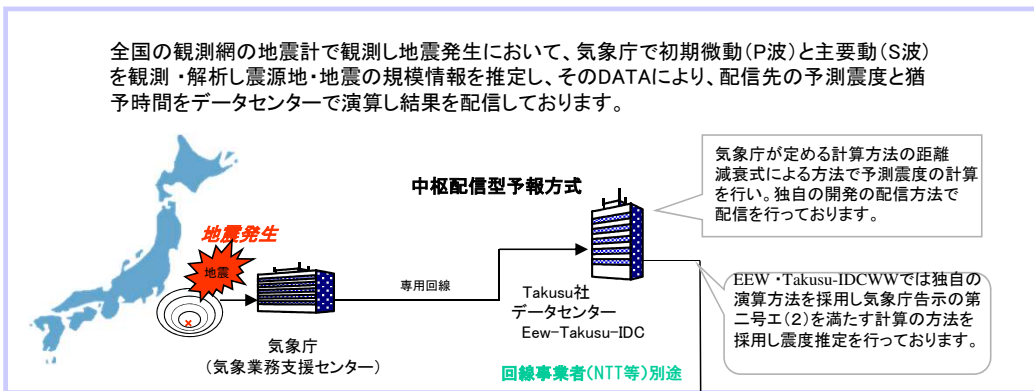 全国の観測網の地震計で観測し地震発生において、気象庁で初期微動(P波)と主要動(S波)
を観測・解析し震源地・地震の規模情報を推定し、そのDATAにより、配信先の予測震度と猶
予時間をデータセンターで演算し結果を配信しております。
気象庁が定める計算方法の距離
減衰式による方法で予測震度の計算
を行い。独自の開発の配信方法で
配信を行っております。
中枢配信型予報方式
地震発生
地震
専用回線
×
気象庁
(気象業務支援センター)
Takusu社
データセンター
Eew-Takusu-IDC
EEW・Takusu-IDCWWでは独自の
演算方法を採用し気象庁告示の第
二号エ(2)を満たす計算の方法を
採用し震度推定を行っております。
回線事業者(NTT等)別途